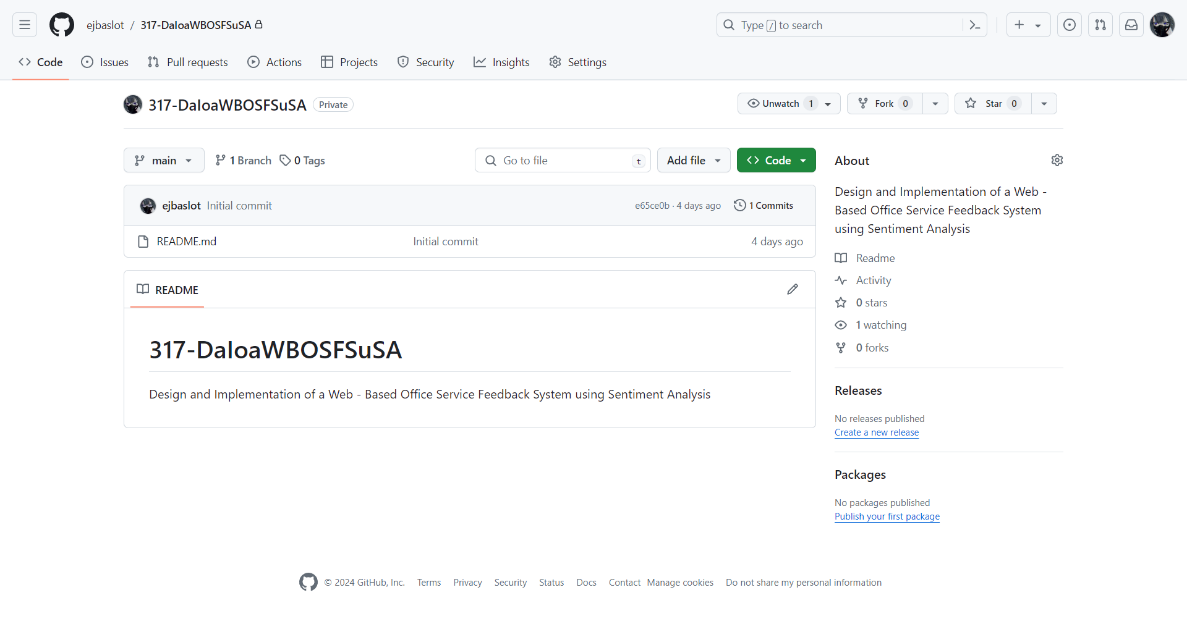 ejbaslot / 317-DaloaWBOSFSuSA
Type / to search
Code Issues Pull requests Actions Projects Security Insights Settings
317-DaloaWBOSFSuSA Private
Unwatch 1 Fork 0 Star 0
main 1 Branch 0 Tags
Go to file t Add file Code
ejbaslot Initial commit e65ce0b · 4 days ago 1 Commits
README.md Initial commit 4 days ago
README
317-DaloaWBOSFSuSA
Design and Implementation of a Web - Based Office Service Feedback System using Sentiment Analysis
About
Design and Implementation of a Web -
Based Office Service Feedback System
using Sentiment Analysis
Readme
Activity
0 stars
1 watching
0 forks
Releases
No releases published
Create a new release
Packages
No packages published
Publish your first package
© 2024 GitHub, Inc. Terms Privacy Security Status Docs Contact Manage cookies Do not share my personal information